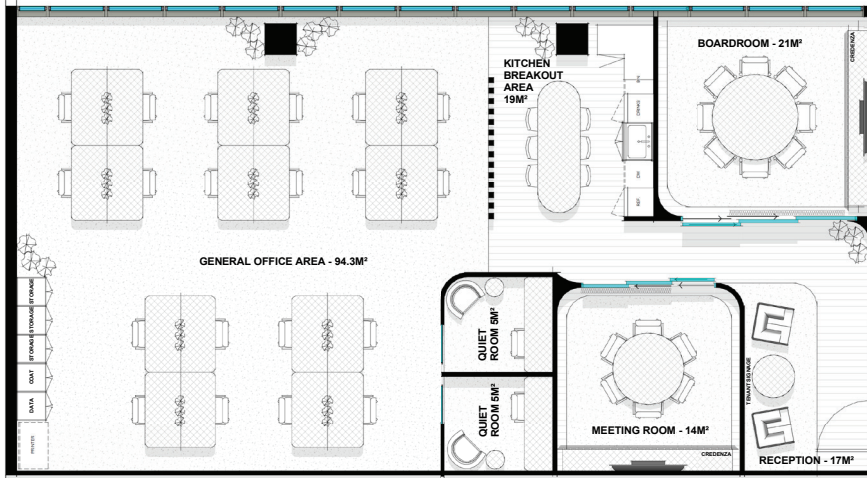 BOARDROOM - 21M²
CREDENZA
KITCHEN
BREAKOUT
AREA
19M²
DRINKS
DW
REF.
GENERAL OFFICE AREA - 94.3M²
STORAGE
STORAGE
STORAGE
COAT
DATA
PRINTER
QUIET
ROOM 5M²
QUIET
ROOM 5M²
MEETING ROOM - 14M²
CREDENZA
TENANT SIGNAGE
RECEPTION - 17M²